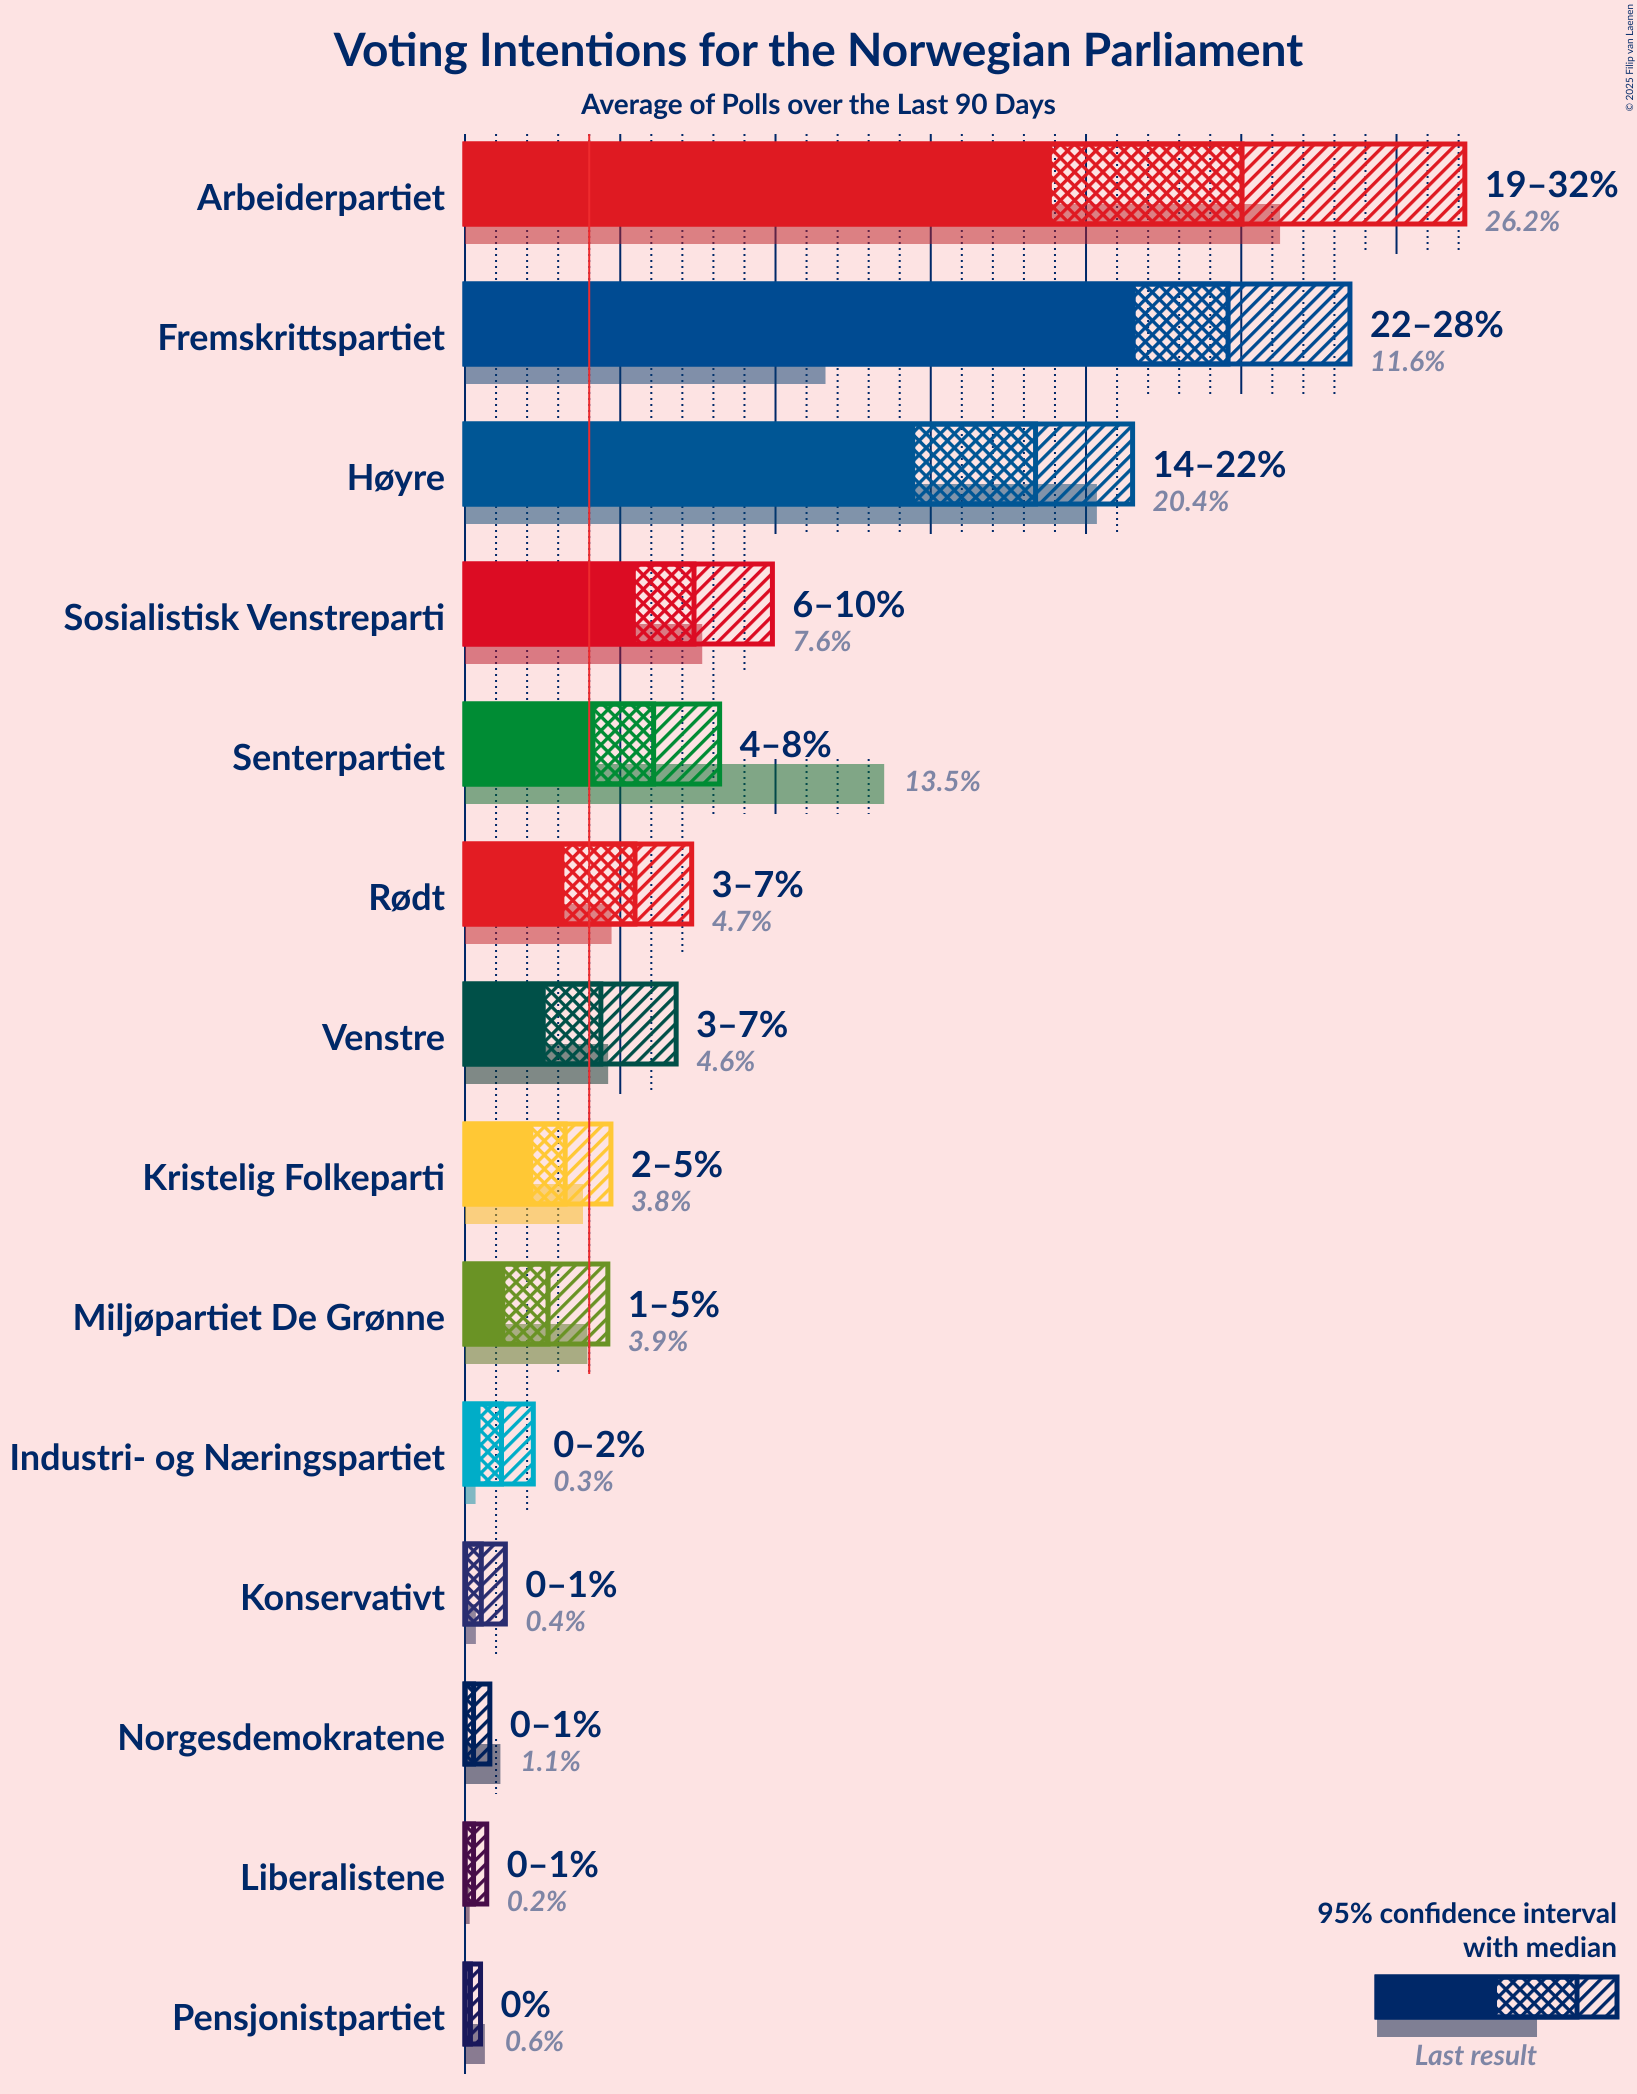 Voting Intentions for the Norwegian Parliament
Average of Polls over the Last 90 Days
© 2025 Filip van Laenen
Arbeiderpartiet
19–32%
26.2%
Fremskrittspartiet
22–28%
11.6%
Høyre
14–22%
20.4%
Sosialistisk Venstreparti
6–10%
7.6%
Senterpartiet
4–8%
13.5%
Rødt
3–7%
4.7%
Venstre
3–7%
4.6%
Kristelig Folkeparti
2–5%
3.8%
Miljøpartiet De Grønne
1–5%
3.9%
Industri- og Næringspartiet
0–2%
0.3%
Konservativt
0–1%
0.4%
Norgesdemokratene
0–1%
1.1%
Liberalistene
0–1%
0.2%
Pensjonistpartiet
0%
0.6%
95% confidence interval
with median
Last result